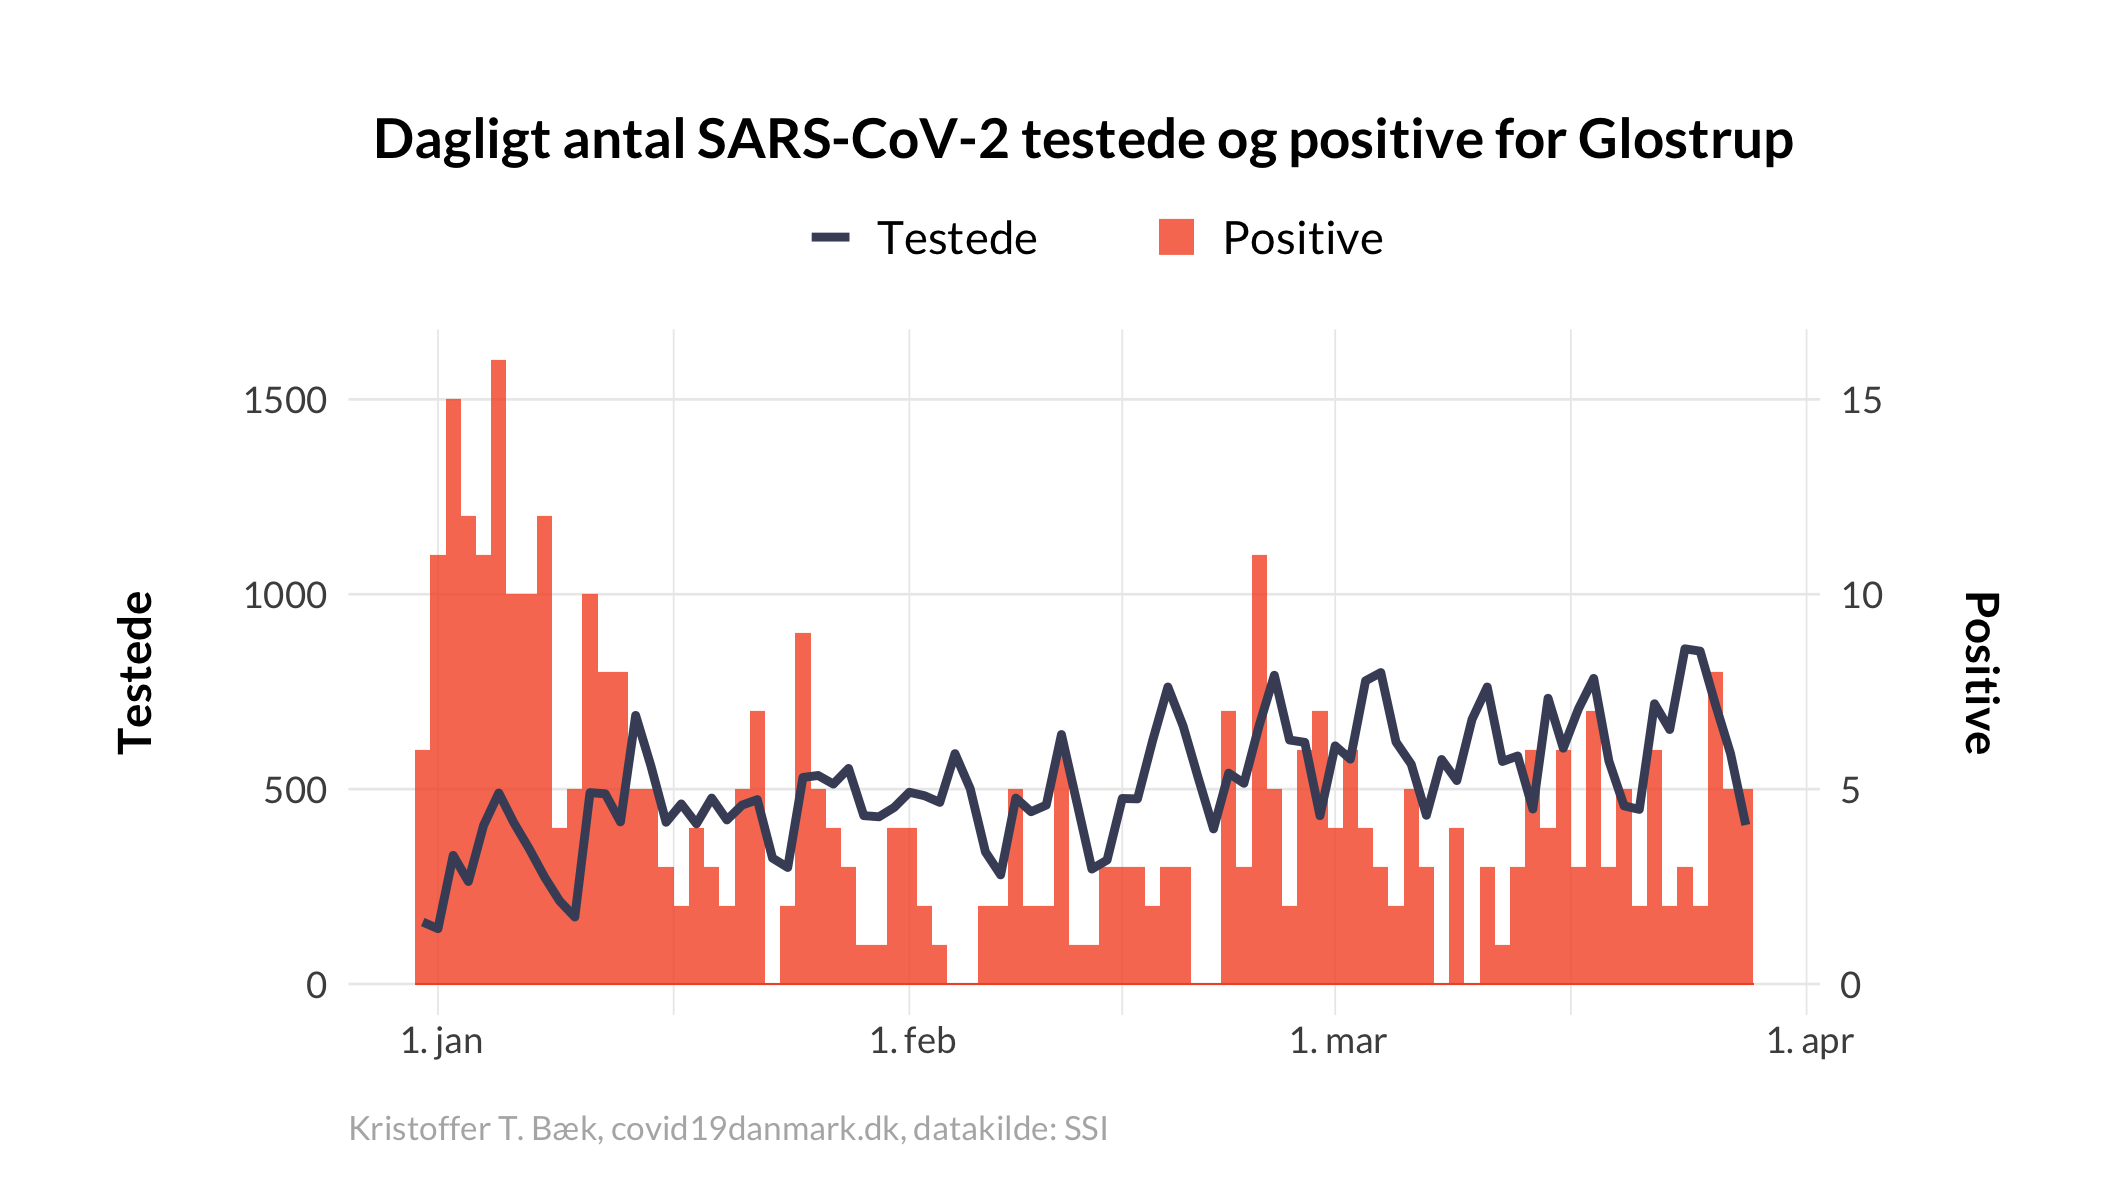 Dagligt antal SARS-CoV-2 testede og positive for Glostrup
Testede Positive
Testede
1500
1000
500
0
15
10
5
0
Positive
1. jan 1. feb 1. mar 1. apr
Kristoffer T. Bæk, covid19danmark.dk, datakilde: SSI